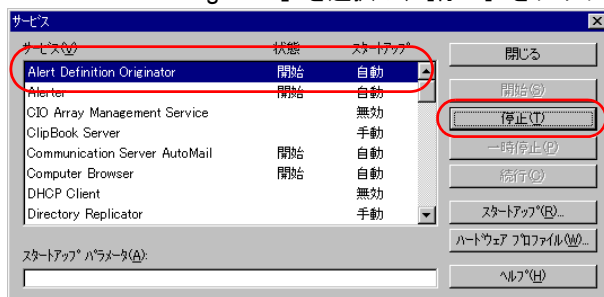 サービス
サービス(V) 状態 スタートアップ
Alert Definition Originator 開始 自動
Alerter 開始 自動
CIO Array Management Service 無効
ClipBook Server 手動
Communication Server AutoMail 開始 自動
Computer Browser 開始 自動
DHCP Client 無効
Directory Replicator 手動
閉じる
開始(S)
停止(T)
一時停止(P)
続行(C)
スタートアップ(R)...
ハードウェア プロファイル(W)...
ヘルプ(H)
スタートアップ パラメータ(A):